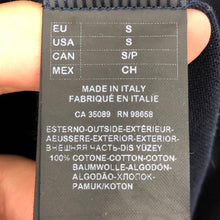 EU S
USA S
CAN S/P
MEX CH
MADE IN ITALY
FABRIQUÉ EN ITALIE
CA 35089 RN 98658
ESTERNO-OUTSIDE-EXTÉRIEUR-
AEUSSERE-EXTERIOR-EXTERIOR-
ВНЕШНЯЯ ЧАСТЬ-DIS YÜZEY
100% COTONE-COTTON-COTON-
BAUMWOLLE-ALGODÓN-
ALGODÃO-ХЛОПОК-
PAMUK/KOTON